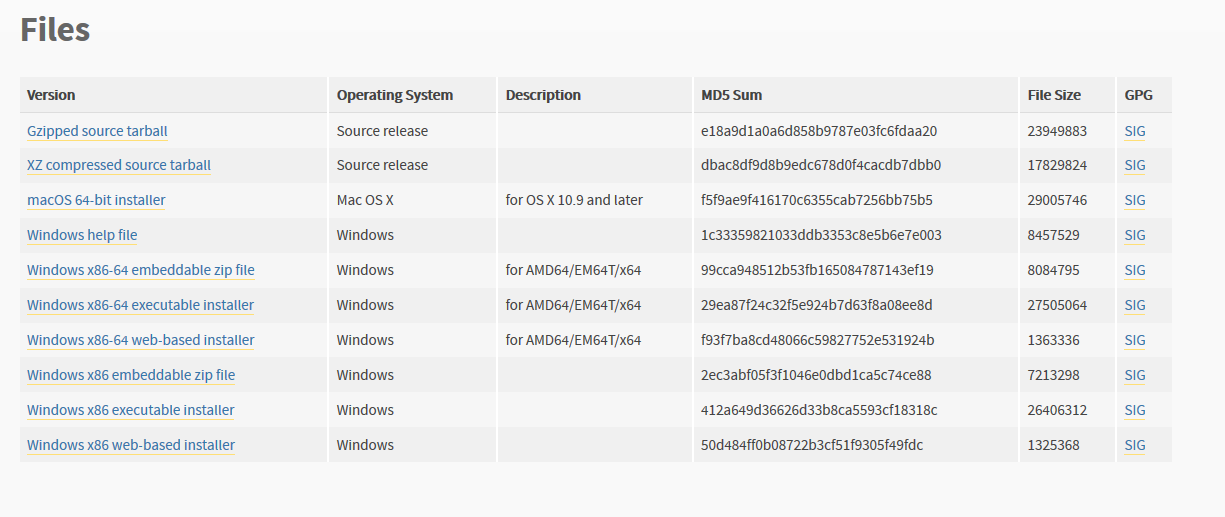 Files
Version Operating System Description MD5 Sum File Size GPG
Gzipped source tarball Source release e18a9d1a0a6d858b9787e03fc6fdaa20 23949883 SIG
XZ compressed source tarball Source release dbac8df9d8b9edc678d0f4cacdb7dbb0 17829824 SIG
macOS 64-bit installer Mac OS X for OS X 10.9 and later f5f9ae9f416170c6355cab7256bb75b5 29005746 SIG
Windows help file Windows 1c33359821033ddb3353c8e5b6e7e003 8457529 SIG
Windows x86-64 embeddable zip file Windows for AMD64/EM64T/x64 99cca948512b53fb165084787143ef19 8084795 SIG
Windows x86-64 executable installer Windows for AMD64/EM64T/x64 29ea87f24c32f5e924b7d63f8a08ee8d 27505064 SIG
Windows x86-64 web-based installer Windows for AMD64/EM64T/x64 f93f7ba8cd48066c59827752e531924b 1363336 SIG
Windows x86 embeddable zip file Windows 2ec3abf05f3f1046e0dbd1ca5c74ce88 7213298 SIG
Windows x86 executable installer Windows 412a649d36626d33b8ca5593cf18318c 26406312 SIG
Windows x86 web-based installer Windows 50d484ff0b08722b3cf51f9305f49fdc 1325368 SIG